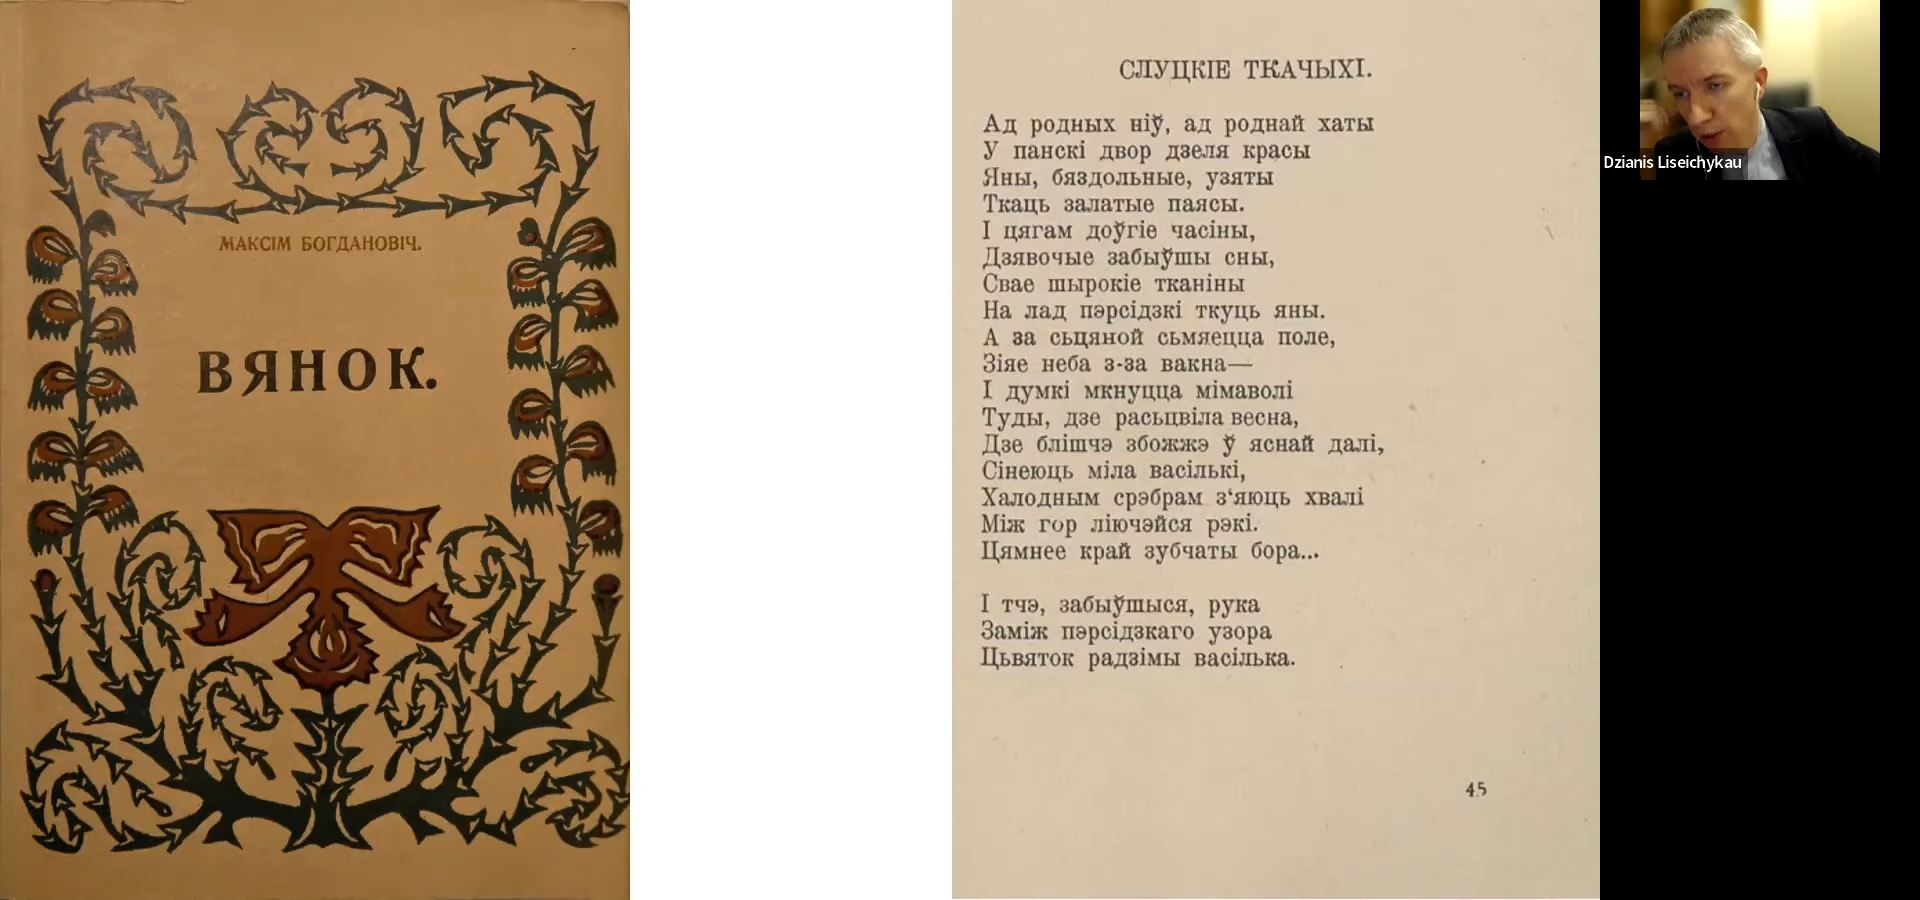 МАКСІМ БОГДАНОВІЧ.
ВЯНОК.
СЛУЦКІЕ ТКАЧЫХІ.
Ад родных ніў, ад роднай хаты
У панскі двор дзеля красы
Яны, бяздольные, узяты
Ткаць залатые паясы.
І цягам доўгіе часіны,
Дзявочые забыўшы сны,
Свае шырокіе тканіны
На лад пэрсідзкі ткуць яны.
А за сьцяной сьмяецца поле,
Зіяе неба з-за вакна—
І думкі мкнуцца мімаволі
Туды, дзе расьцвіла весна,
Дзе блішчэ збожжэ ў яснай далі,
Сінеюць міла васількі,
Халодным срэбрам з‘яюць хвалі
Між гор ліючэйся рэкі.
Цямнее край зубчаты бора...
І тчэ, забыўшыся, рука
Заміж пэрсідзкаго узора
Цьвяток радзімы васілька.
45
Dzianis Liseichykau